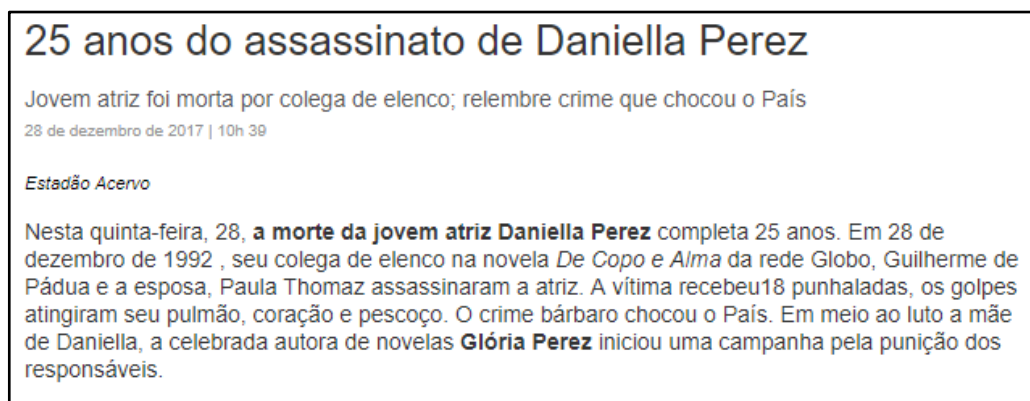 25 anos do assassinato de Daniella Perez
Jovem atriz foi morta por colega de elenco; relembre crime que chocou o País
28 de dezembro de 2017 | 10h 39
Estadão Acervo
Nesta quinta-feira, 28, a morte da jovem atriz Daniella Perez completa 25 anos. Em 28 de
dezembro de 1992 , seu colega de elenco na novela De Copo e Alma da rede Globo, Guilherme de
Pádua e a esposa, Paula Thomaz assassinaram a atriz. A vítima recebeu18 punhaladas, os golpes
atingiram seu pulmão, coração e pescoço. O crime bárbaro chocou o País. Em meio ao luto a mãe
de Daniella, a celebrada autora de novelas Glória Perez iniciou uma campanha pela punição dos
responsáveis.